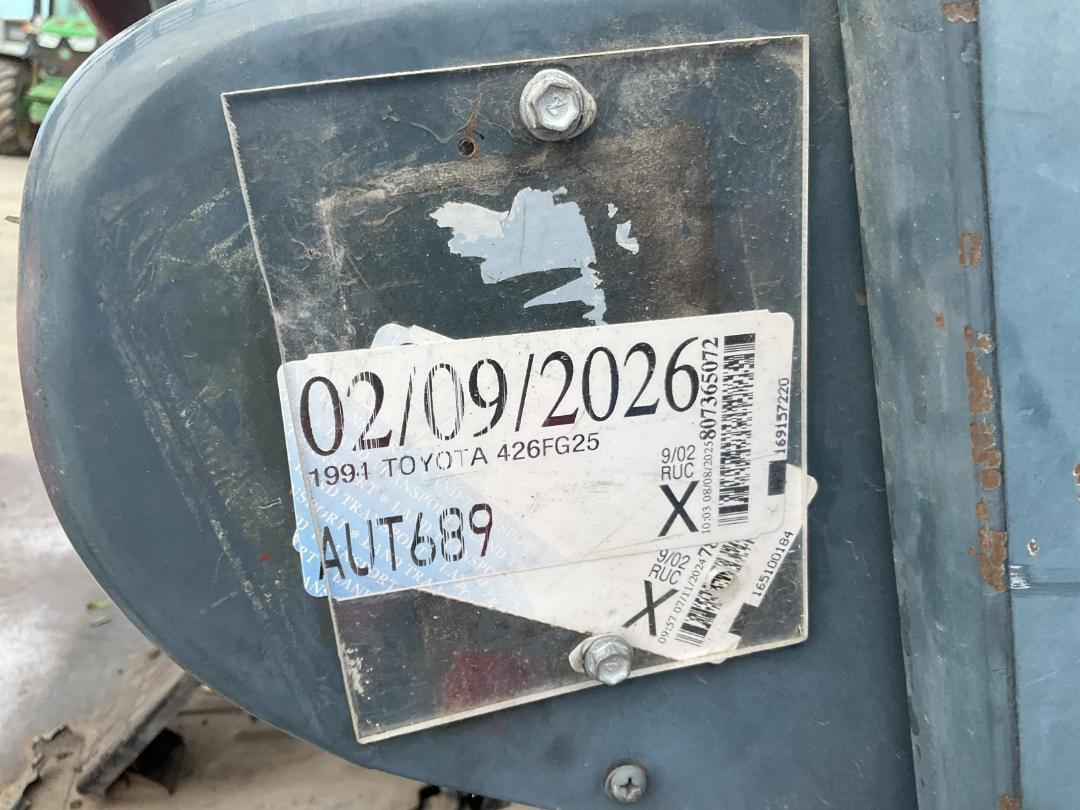 02/09/2026
1994 TOYOTA 426FG25
AUT689
9/02
RUC
X
10:03 08/08/2025
807365072
169157220
9/02
RUC
X
09:57 07/11/2024
165100184